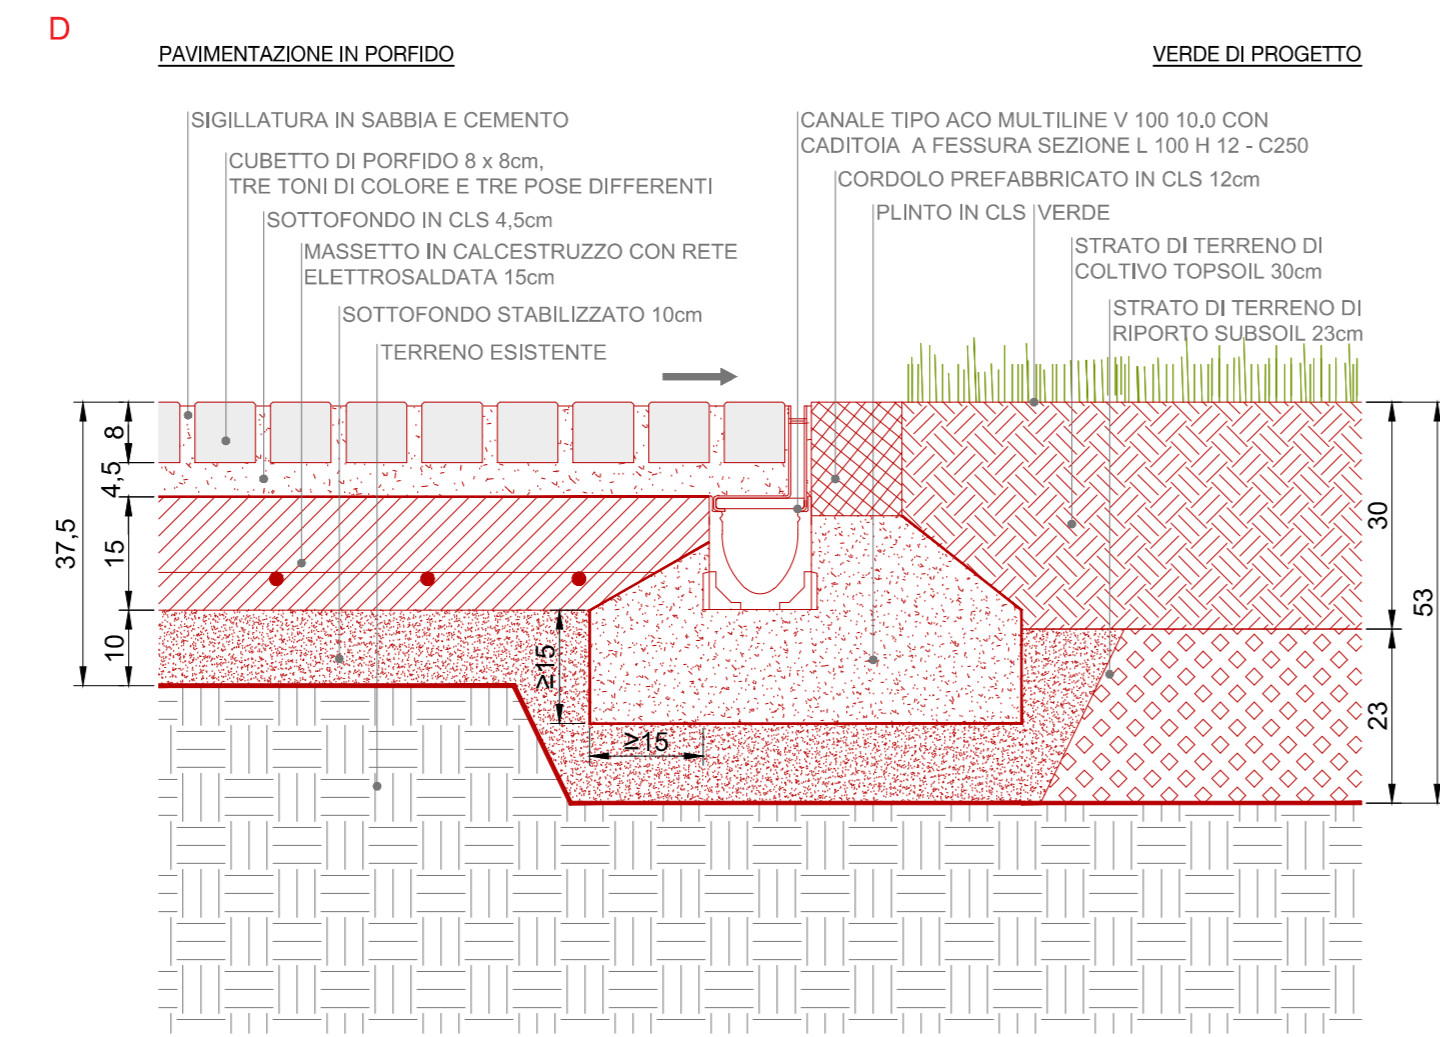 D
PAVIMENTAZIONE IN PORFIDO
VERDE DI PROGETTO
SIGILLATURA IN SABBIA E CEMENTO
CUBETTO DI PORFIDO 8 x 8cm,
TRE TONI DI COLORE E TRE POSE DIFFERENTI
SOTTOFONDO IN CLS 4,5cm
MASSETTO IN CALCESTRUZZO CON RETE
ELETTROSALDATA 15cm
SOTTOFONDO STABILIZZATO 10cm
TERRENO ESISTENTE
CANALE TIPO ACO MULTILINE V 100 10.0 CON
CADITOIA A FESSURA SEZIONE L 100 H 12 - C250
CORDOLO PREFABBRICATO IN CLS 12cm
PLINTO IN CLS
VERDE
STRATO DI TERRENO DI
COLTIVO TOPSOIL 30cm
STRATO DI TERRENO DI
RIPORTO SUBSOIL 23cm
37,5
8
4,5
15
10
≥15
≥15
30
23
53